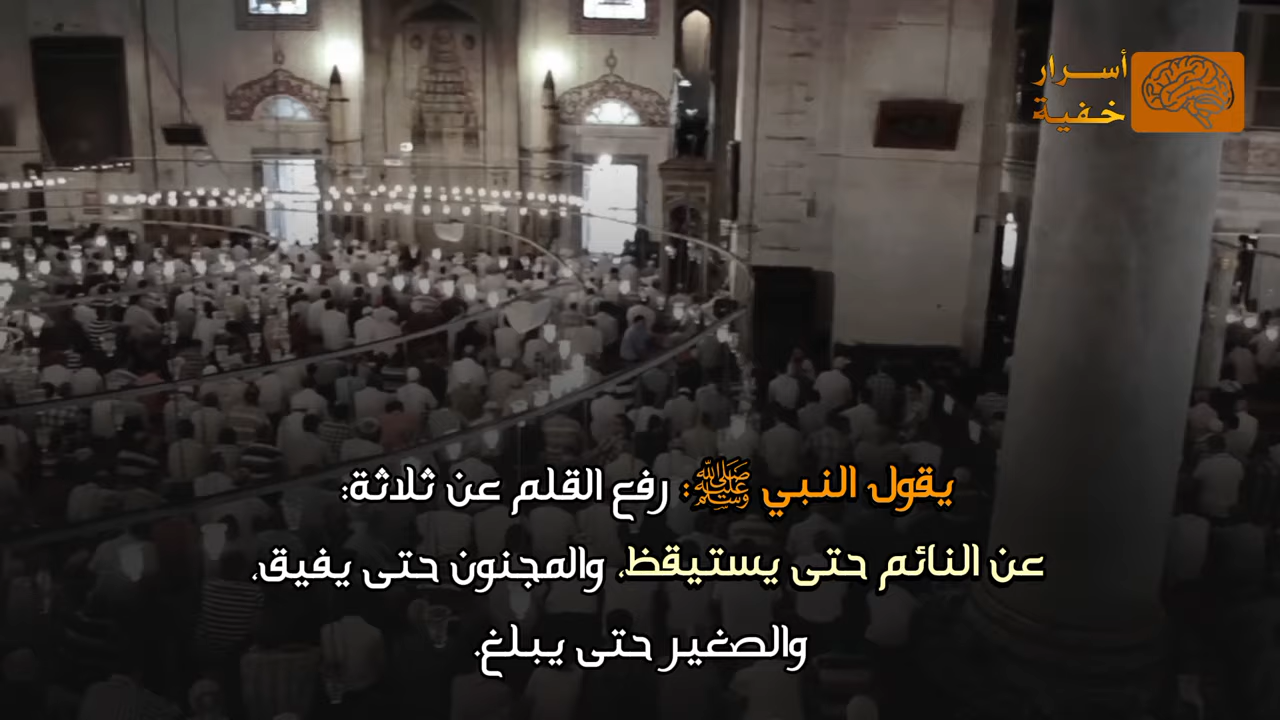 أسرار
خفية
يقول النبي ﷺ: رفع القلم عن ثلاثة:
عن النائم حتى يستيقظ، والمجنون حتى يفيق،
والصغير حتى يبلغ.